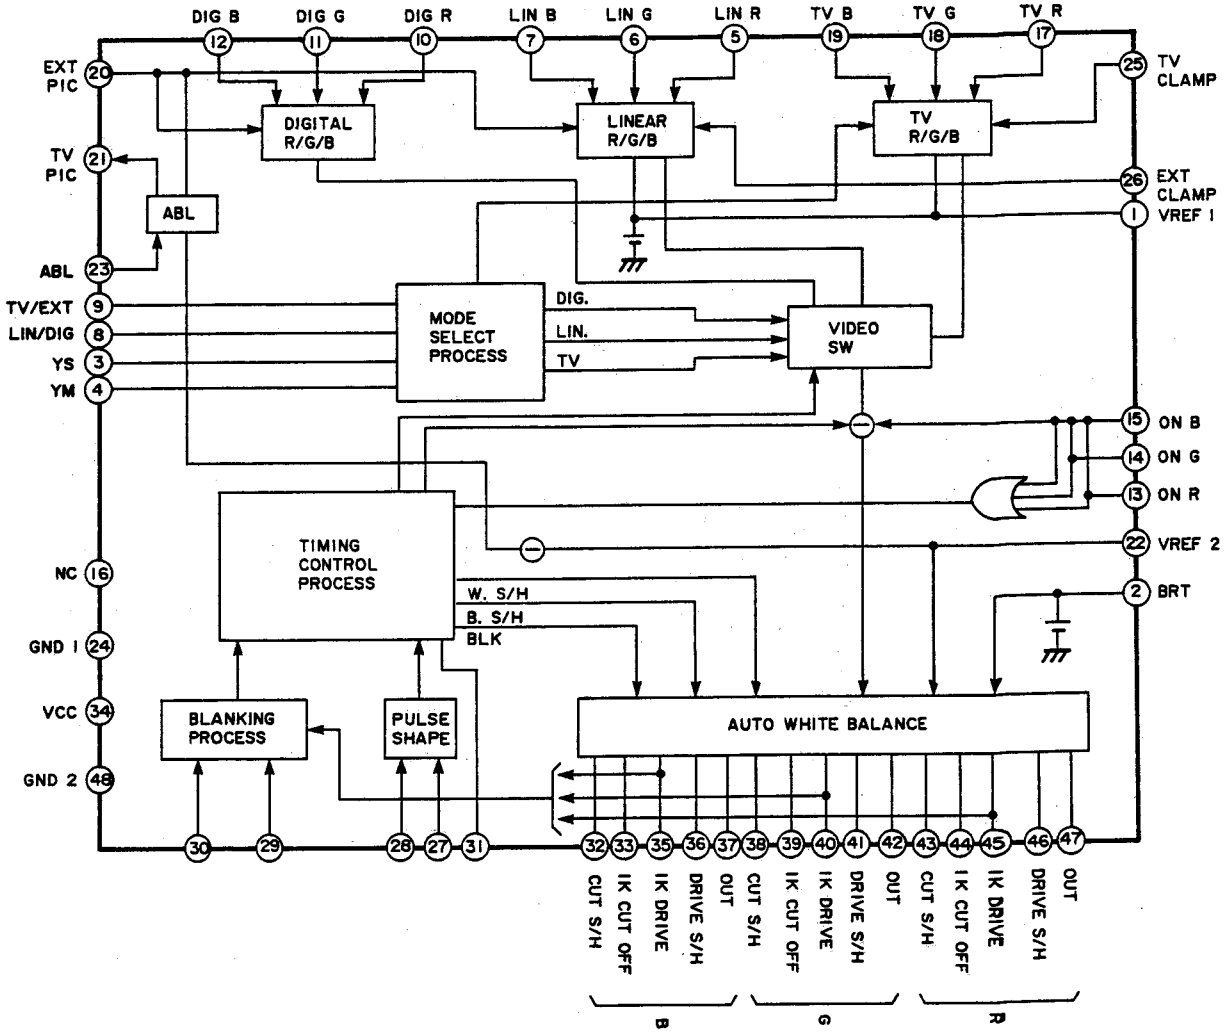 DIG B
DIG G
DIG R
LIN B
LIN G
LIN R
TV B
TV G
TV R
12
11
10
7
6
5
19
18
17
EXT
PIC
20
25
TV
CLAMP
DIGITAL
R/G/B
LINEAR
R/G/B
TV
R/G/B
TV
PIC
21
26
EXT
CLAMP
ABL
1
VREF 1
ABL
23
TV/EXT
9
LIN/DIG
8
YS
3
YM
4
MODE
SELECT
PROCESS
DIG.
LIN.
TV
VIDEO
SW
15
ON B
14
ON G
13
ON R
22
VREF 2
2
BRT
TIMING
CONTROL
PROCESS
W. S/H
B. S/H
BLK
NC
16
GND 1
24
VCC
34
GND 2
48
BLANKING
PROCESS
PULSE
SHAPE
AUTO WHITE BALANCE
30
29
28
27
31
32
33
35
36
37
38
39
40
41
42
43
44
45
46
47
CUT S/H
IK CUT OFF
IK DRIVE
DRIVE S/H
OUT
CUT S/H
IK CUT OFF
IK DRIVE
DRIVE S/H
OUT
CUT S/H
IK CUT OFF
IK DRIVE
DRIVE S/H
OUT
B
G
R